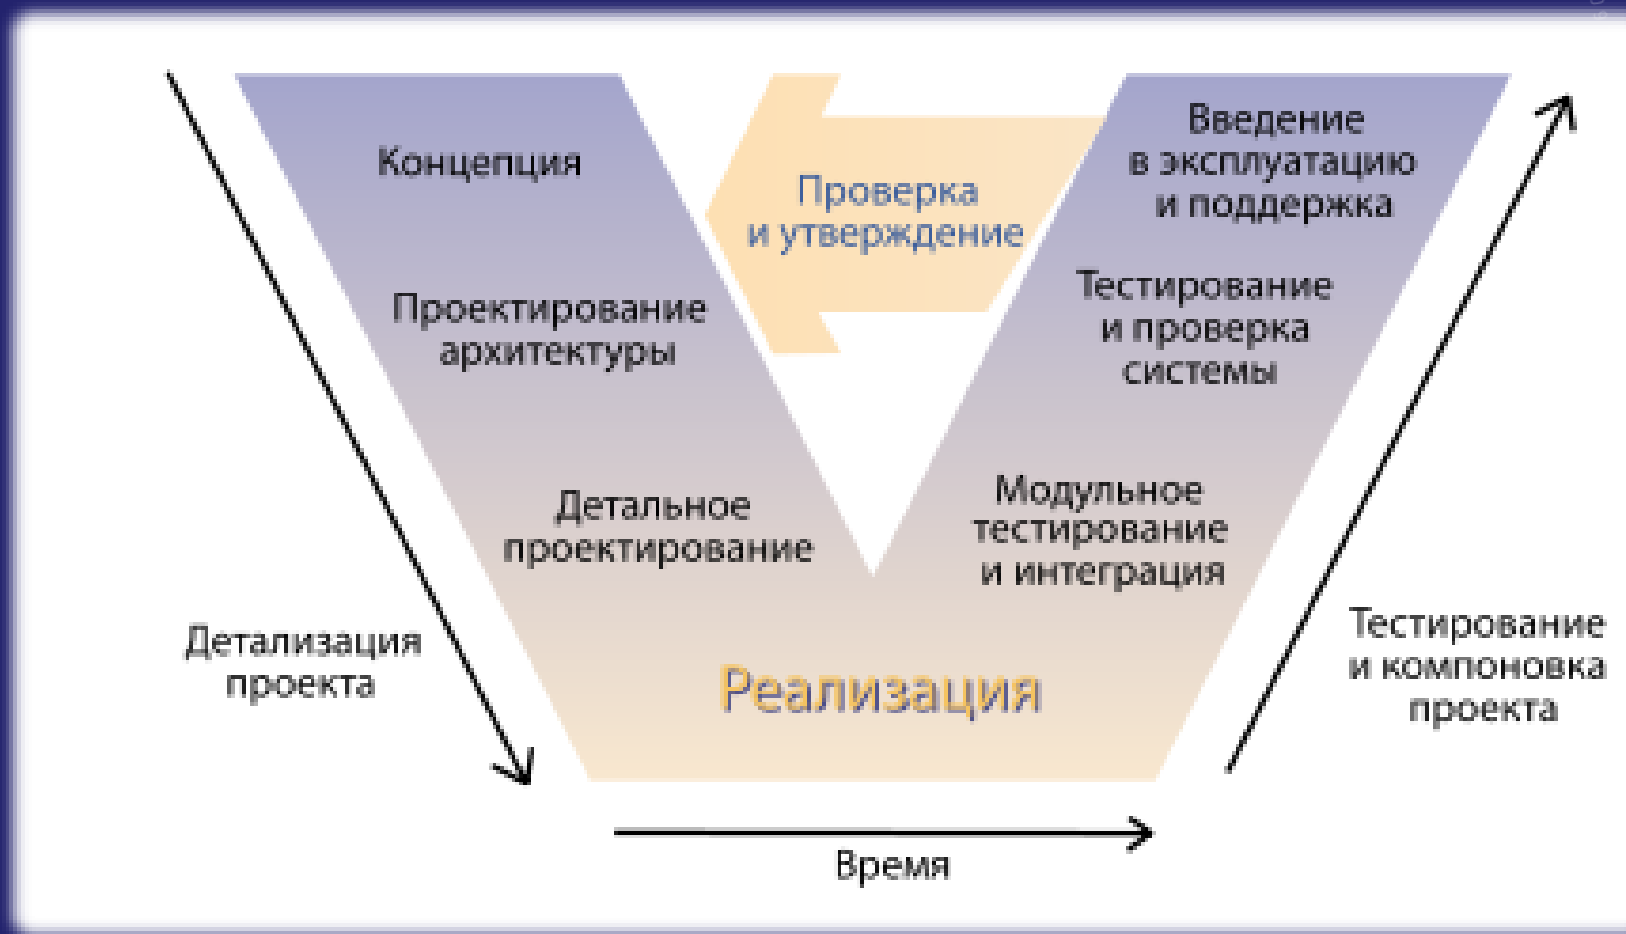 Концепция
Проектирование
архитектуры
Детальное
проектирование
Реализация
Проверка
и утверждение
Введение
в эксплуатацию
и поддержка
Тестирование
и проверка
системы
Модульное
тестирование
и интеграция
Детализация
проекта
Тестирование
и компоновка
проекта
Время